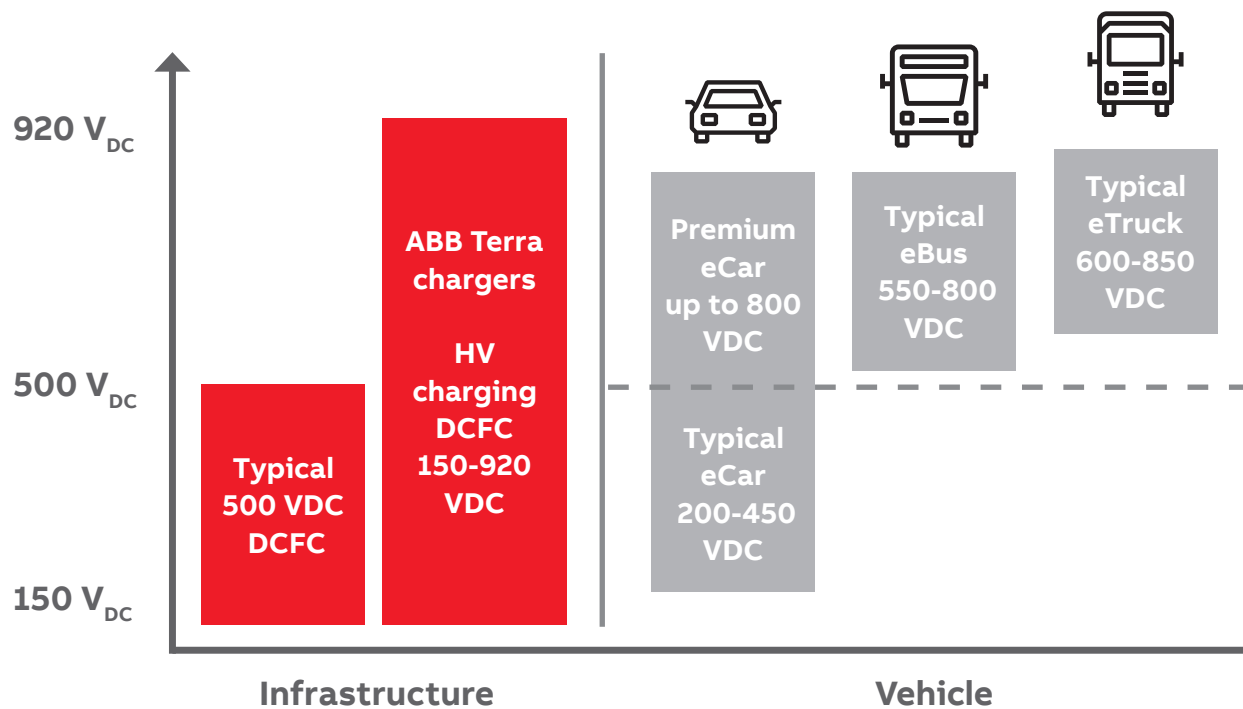 920 VDC
500 VDC
150 VDC
Typical
500 VDC
DCFC
ABB Terra
chargers
HV
charging
DCFC
150-920
VDC
Premium
eCar
up to 800
VDC
Typical
eCar
200-450
VDC
Typical
eBus
550-800
VDC
Typical
eTruck
600-850
VDC
Infrastructure
Vehicle